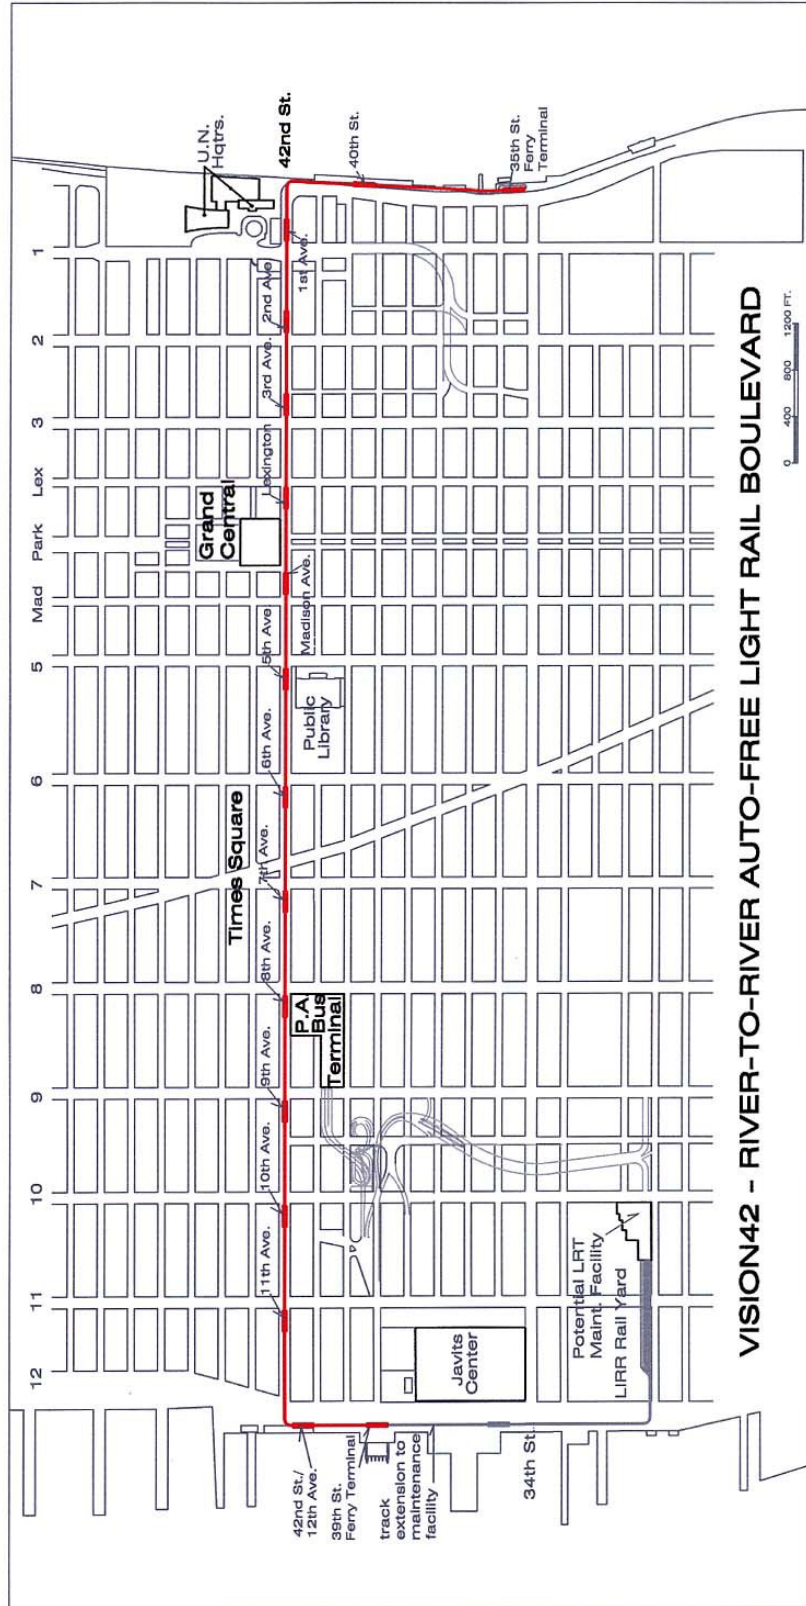 12
11
10
9
8
7
6
5
Mad
Park
Lex
3
2
1
Times Square
Grand
Central
U.N.
Hqtrs.
11th Ave.
10th Ave.
9th Ave.
8th Ave.
7th Ave.
6th Ave.
5th Ave
Lexington
3rd Ave.
2nd Ave
42nd St.
42nd St./
12th Ave.
39th St.
Ferry Terminal
track
extension to
maintenance
facility
34th St.
P.A.
Bus
Terminal
Public
Library
Madison Ave.
1st Ave.
40th St.
35th St.
Ferry
Terminal
Javits
Center
Potential LRT
Maint. Facility
LIRR Rail Yard
VISION42 - RIVER-TO-RIVER AUTO-FREE LIGHT RAIL BOULEVARD
0 400 800 1200 FT.